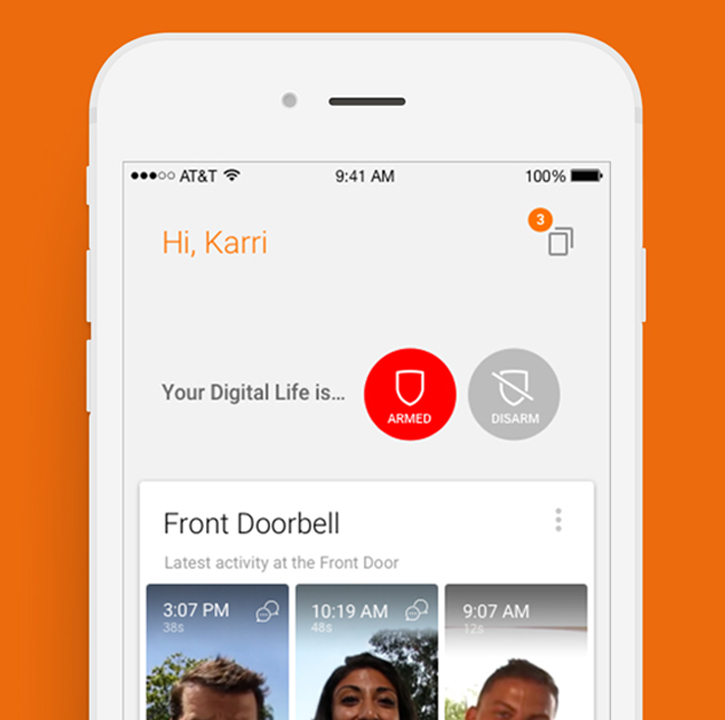 AT&T 9:41 AM 100%
3
Hi, Karri
Your Digital Life is...
ARMED DISARM
Front Doorbell
Latest activity at the Front Door
3:07 PM 10:19 AM 9:07 AM
38s 48s 12s